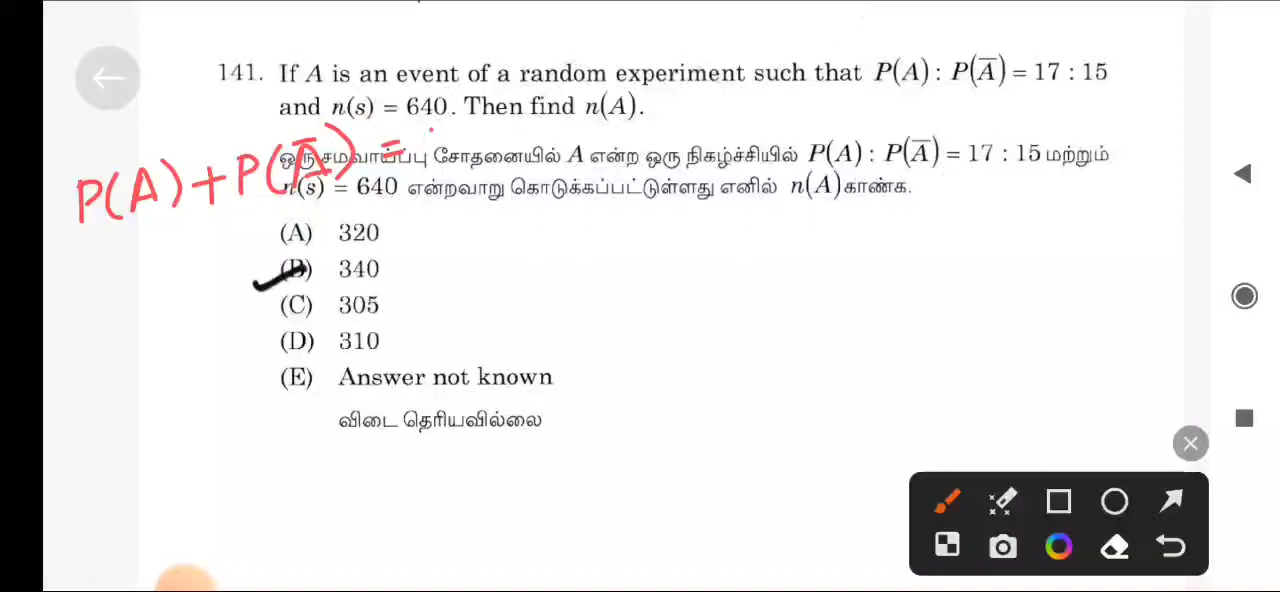 141. If A is an event of a random experiment such that P(A) : P(A̅) = 17 : 15
and n(s) = 640. Then find n(A).
P(A) + P(A̅) =
ஒரு சமவாய்ப்பு சோதனையில் A என்ற ஒரு நிகழ்ச்சியில் P(A) : P(A̅) = 17 : 15 மற்றும்
n(s) = 640 என்றவாறு கொடுக்கப்பட்டுள்ளது எனில் n(A) காண்க.
(A) 320
(B) 340
(C) 305
(D) 310
(E) Answer not known
விடை தெரியவில்லை